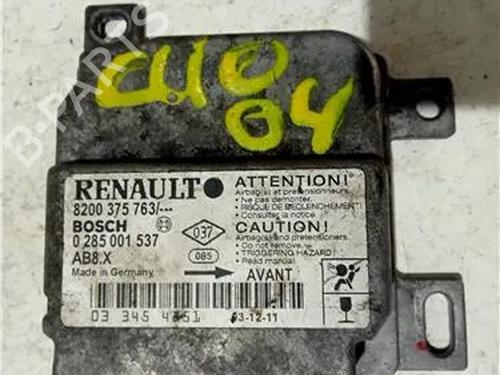 CLIO
04
B-PARTS
RENAULT
8200 375 763/---
BOSCH
0 285 001 537
AB8.X
Made in Germany
037
085
ATTENTION!
Airbag(s) et prétensionneurs.
• Ne pas demonter.
RISQUE DE DECLENCHEMENT!
• Consulter la notice.
CAUTION!
Airbag(s) and pretensioners
• Do not remove.
TRIGGERING HAZARD!
• Read manual.
AVANT
03 345 4351
03-12-11